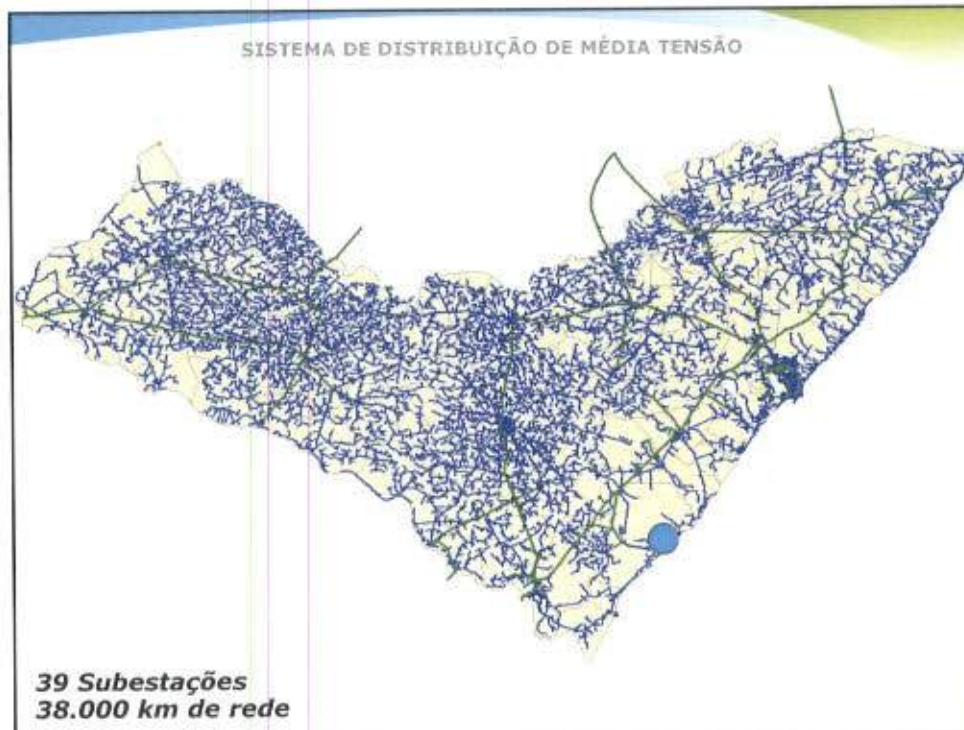 SISTEMA DE DISTRIBUIÇÃO DE MÉDIA TENSÃO
39 Subestações
38.000 km de rede